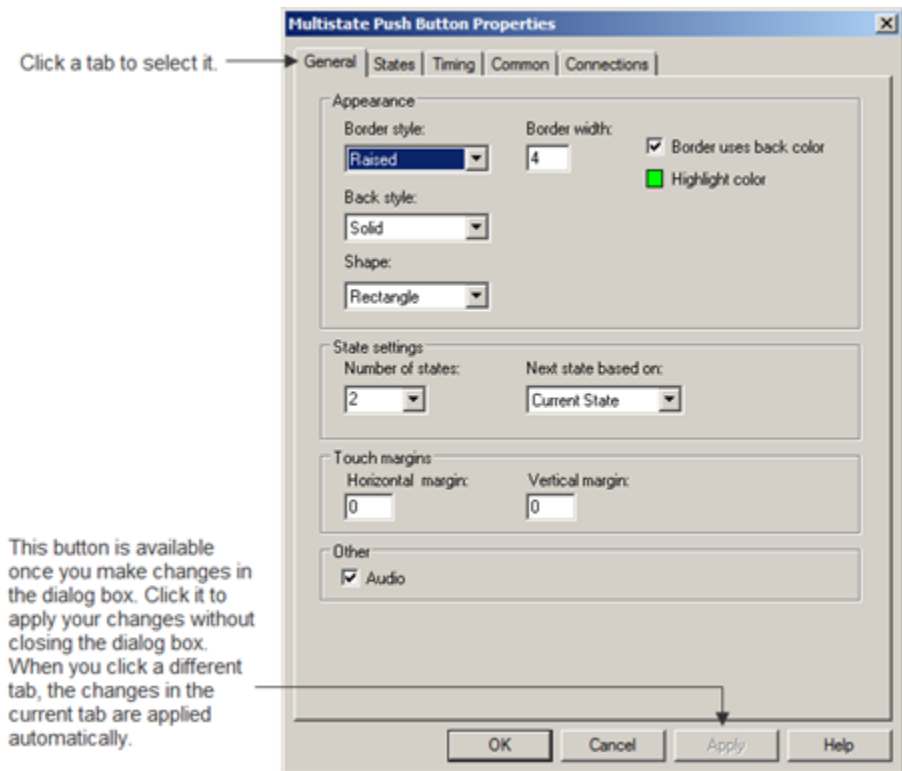 Multistate Push Button Properties
Click a tab to select it.
General States Timing Common Connections
Appearance
Border style: Border width:
Raised 4 Border uses back color
Highlight color
Back style:
Solid
Shape:
Rectangle
State settings
Number of states: Next state based on:
2 Current State
Touch margins
Horizontal margin: Vertical margin:
0 0
Other
Audio
This button is available
once you make changes in
the dialog box. Click it to
apply your changes without
closing the dialog box.
When you click a different
tab, the changes in the
current tab are applied
automatically.
OK Cancel Apply Help